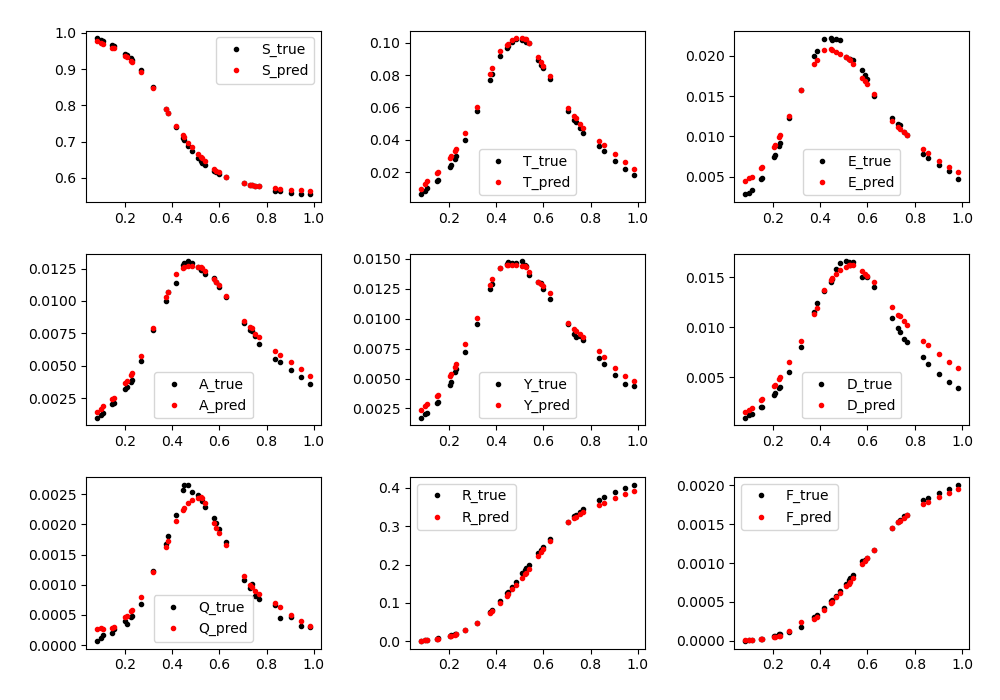 1.0
0.9
0.8
0.7
0.6
S_true
S_pred
0.2 0.4 0.6 0.8 1.0
0.10
0.08
0.06
0.04
0.02
T_true
T_pred
0.2 0.4 0.6 0.8 1.0
0.020
0.015
0.010
0.005
E_true
E_pred
0.2 0.4 0.6 0.8 1.0
0.0125
0.0100
0.0075
0.0050
0.0025
A_true
A_pred
0.2 0.4 0.6 0.8 1.0
0.0150
0.0125
0.0100
0.0075
0.0050
0.0025
Y_true
Y_pred
0.2 0.4 0.6 0.8 1.0
0.015
0.010
0.005
D_true
D_pred
0.2 0.4 0.6 0.8 1.0
0.0025
0.0020
0.0015
0.0010
0.0005
0.0000
Q_true
Q_pred
0.2 0.4 0.6 0.8 1.0
0.4
0.3
0.2
0.1
0.0
R_true
R_pred
0.2 0.4 0.6 0.8 1.0
0.0020
0.0015
0.0010
0.0005
0.0000
F_true
F_pred
0.2 0.4 0.6 0.8 1.0